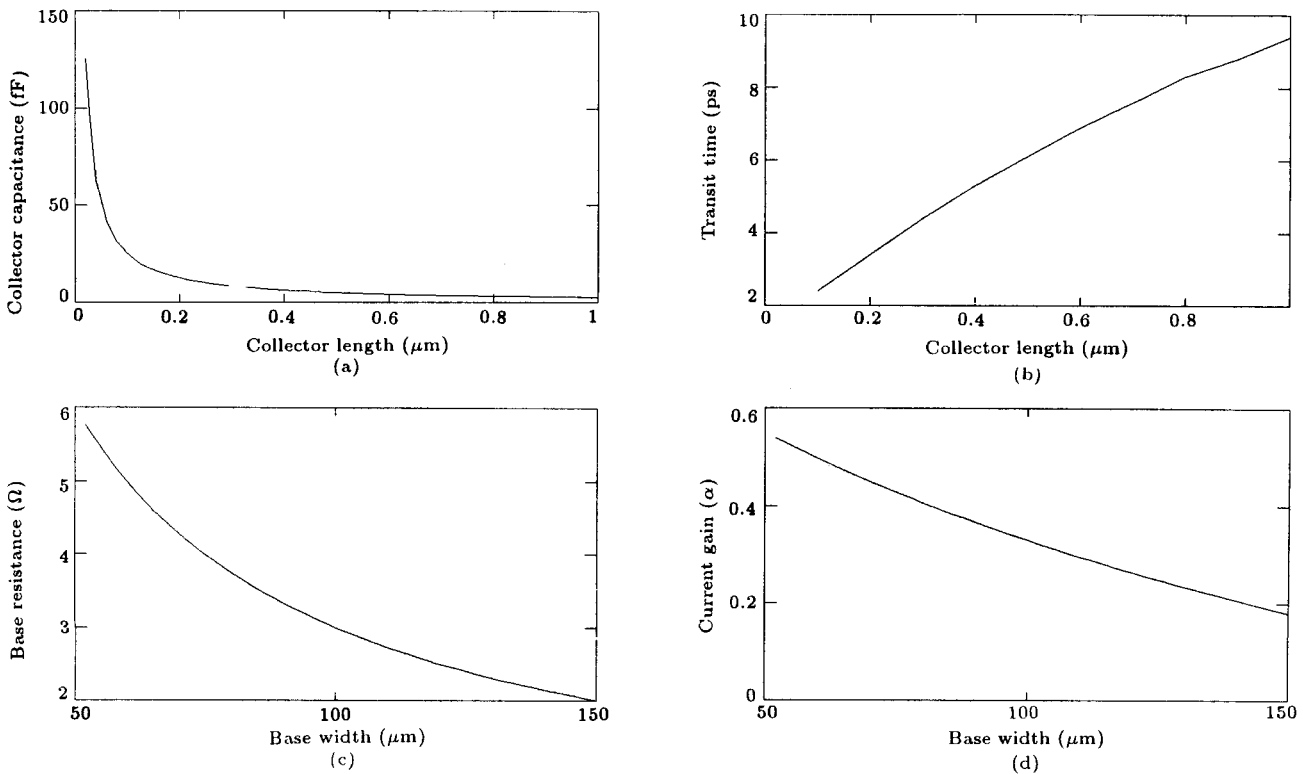 150
100
50
0
Collector capacitance (fF)
0 0.2 0.4 0.6 0.8 1
Collector length (μm)
(a)
10
8
6
4
2
Transit time (ps)
0 0.2 0.4 0.6 0.8
Collector length (μm)
(b)
6
5
4
3
2
Base resistance (Ω)
50 100 150
Base width (μm)
(c)
0.6
0.4
0.2
0
Current gain (α)
50 100 150
Base width (μm)
(d)